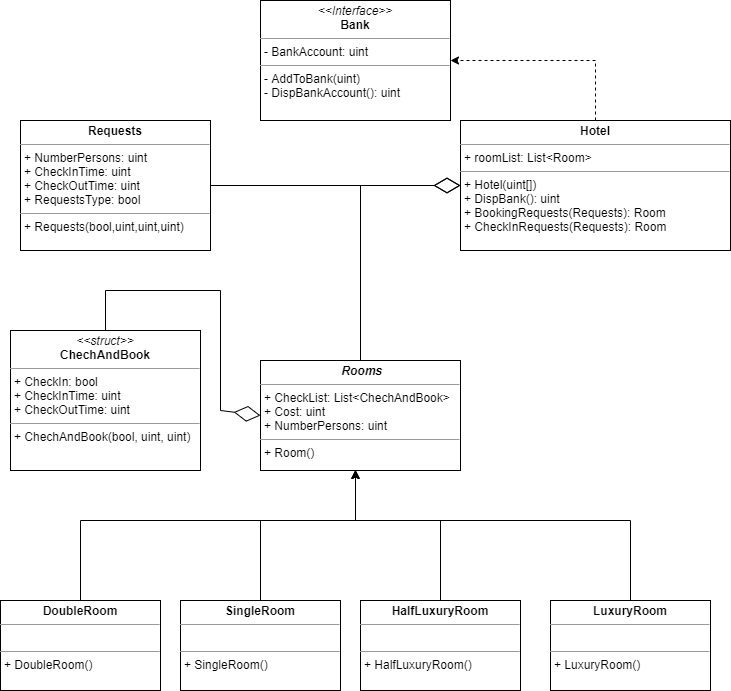 <<Interface>>
Bank
- BankAccount: uint
- AddToBank(uint)
- DispBankAccount(): uint
Requests
+ NumberPersons: uint
+ CheckInTime: uint
+ CheckOutTime: uint
+ RequestsType: bool
+ Requests(bool,uint,uint,uint)
Hotel
+ roomList: List<Room>
+ Hotel(uint[])
+ DispBank(): uint
+ BookingRequests(Requests): Room
+ CheckInRequests(Requests): Room
<<struct>>
ChechAndBook
+ CheckIn: bool
+ CheckInTime: uint
+ CheckOutTime: uint
+ ChechAndBook(bool, uint, uint)
Rooms
+ CheckList: List<ChechAndBook>
+ Cost: uint
+ NumberPersons: uint
+ Room()
DoubleRoom
+ DoubleRoom()
SingleRoom
+ SingleRoom()
HalfLuxuryRoom
+ HalfLuxuryRoom()
LuxuryRoom
+ LuxuryRoom()